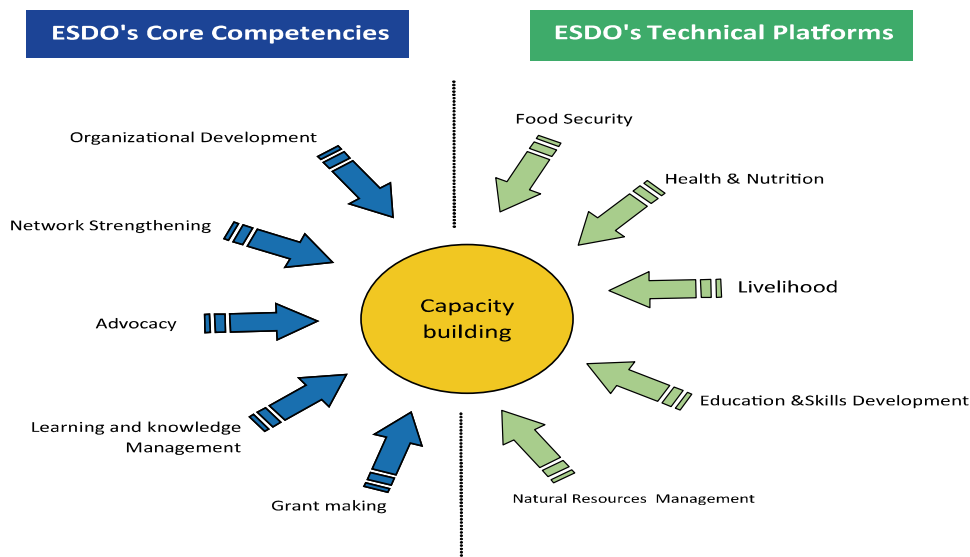 ESDO's Core Competencies
ESDO's Technical Platforms
Organizational Development
Network Strengthening
Advocacy
Learning and knowledge
Management
Grant making
Capacity
building
Food Security
Health & Nutrition
Livelihood
Education &Skills Development
Natural Resources  Management